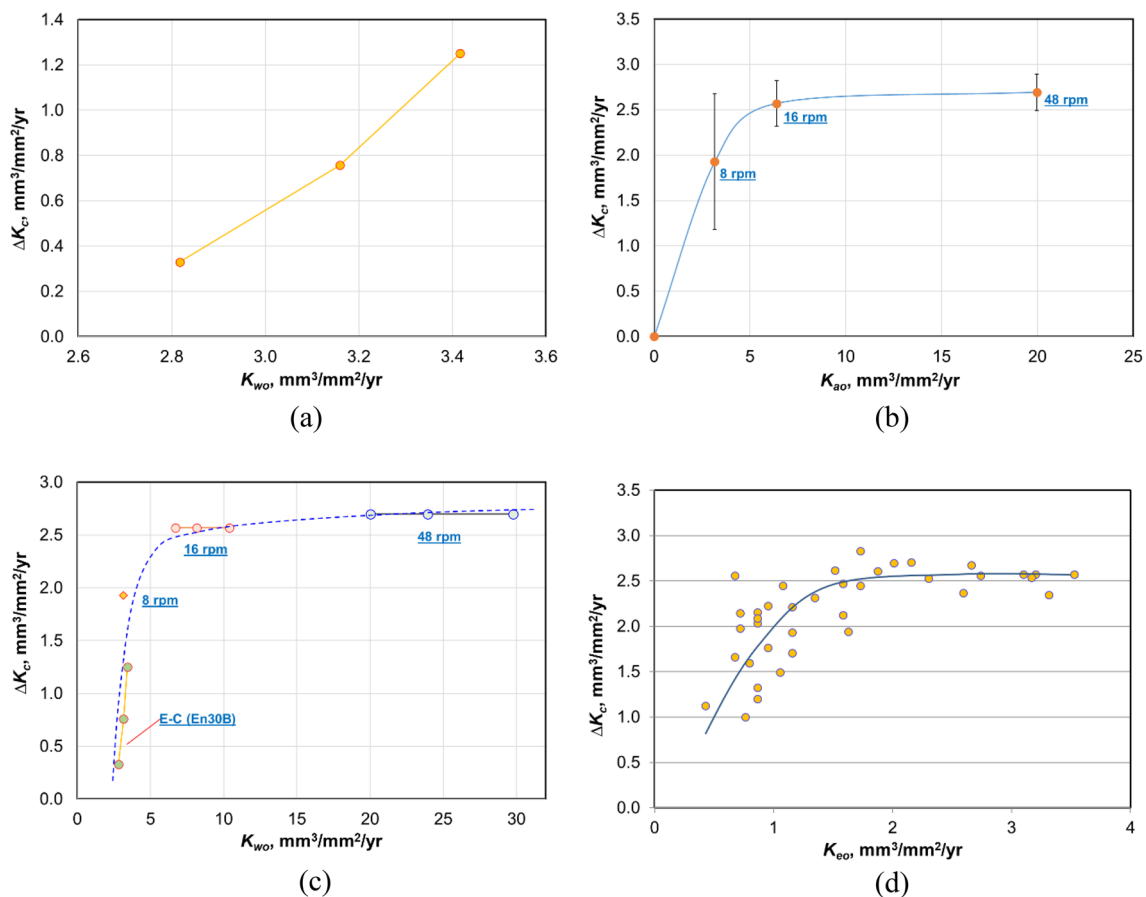 1.4
1.2
1.0
0.8
0.6
0.4
0.2
0.0
ΔKc, mm³/mm²/yr
2.6 2.8 3.0 3.2 3.4 3.6
Kwo, mm³/mm²/yr
(a)
3.5
3.0
2.5
2.0
1.5
1.0
0.5
0.0
ΔKc, mm³/mm²/yr
8 rpm
16 rpm
48 rpm
0 5 10 15 20 25
Kao, mm³/mm²/yr
(b)
3.0
2.5
2.0
1.5
1.0
0.5
0.0
ΔKc, mm³/mm²/yr
16 rpm
48 rpm
8 rpm
E-C (En30B)
0 5 10 15 20 25 30
Kwo, mm³/mm²/yr
(c)
3.5
3.0
2.5
2.0
1.5
1.0
0.5
0.0
ΔKc, mm³/mm²/yr
0 1 2 3 4
Keo, mm³/mm²/yr
(d)